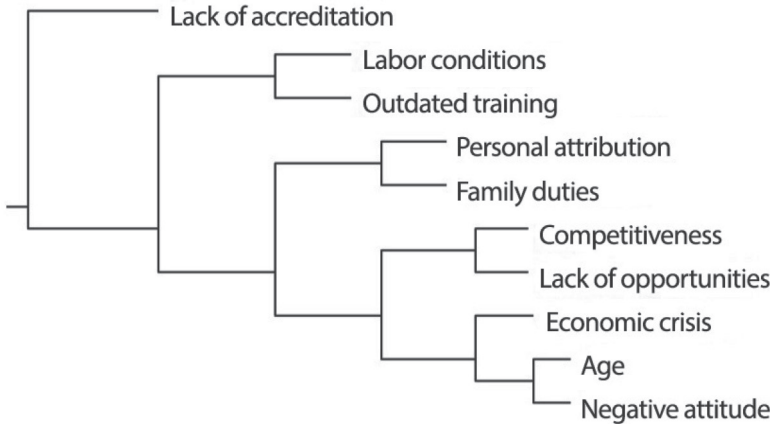 Lack of accreditation
Labor conditions
Outdated training
Personal attribution
Family duties
Competitiveness
Lack of opportunities
Economic crisis
Age
Negative attitude